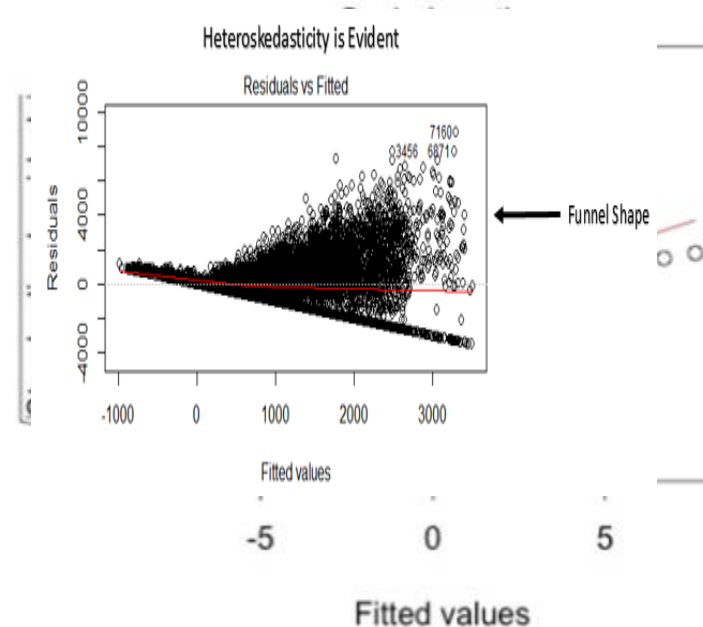 Heteroskedasticity is Evident
Residuals vs Fitted
Residuals
10000
4000
0
-4000
7160
3456 6871
Funnel Shape
-1000 0 1000 2000 3000
Fitted values
-5 0 5
Fitted values